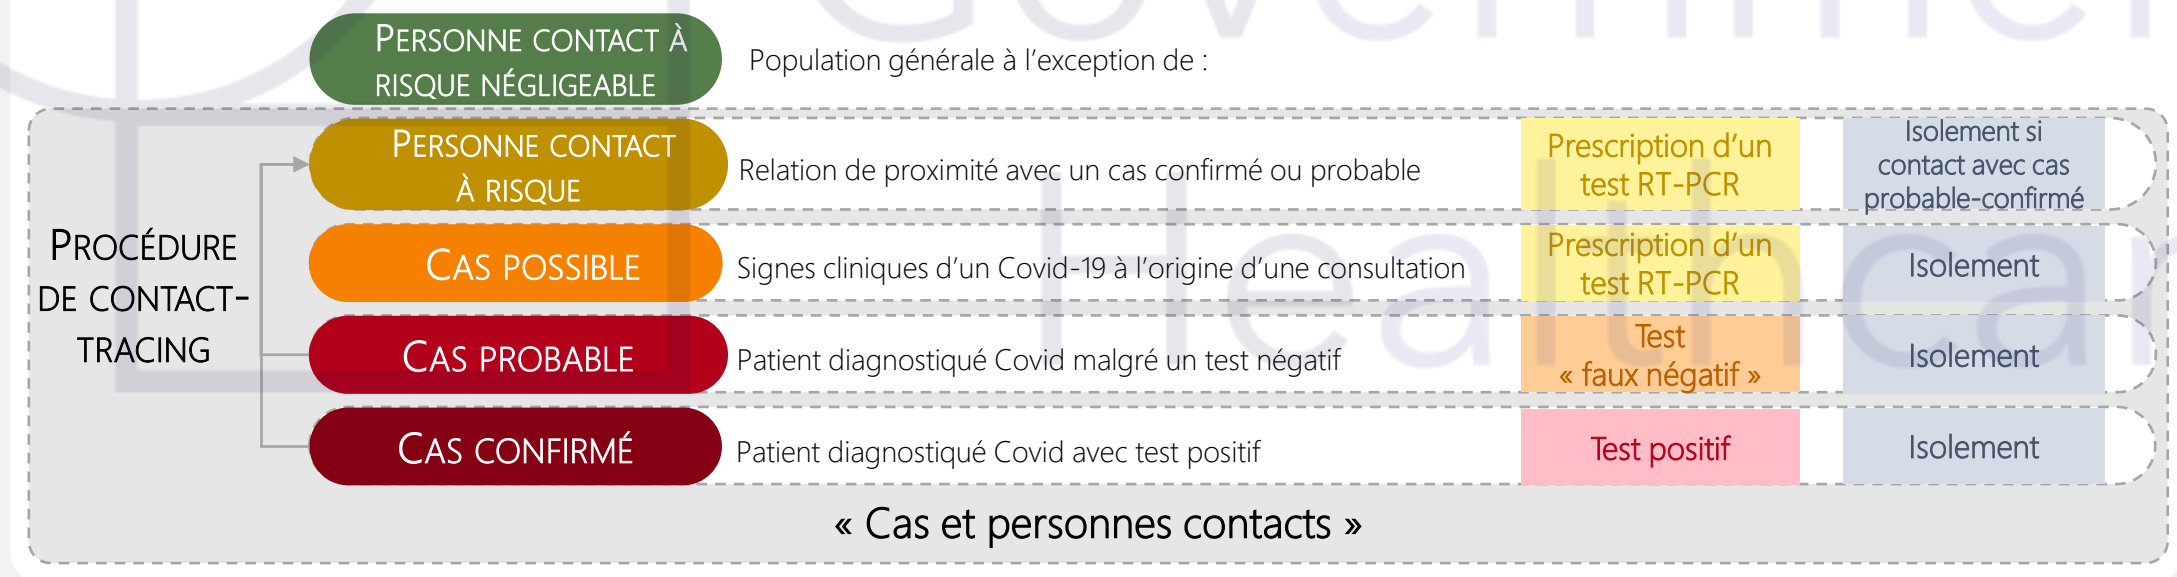 Government
Healthcar
PERSONNE CONTACT À
RISQUE NÉGLIGEABLE
Population générale à l'exception de :
PROCÉDURE
DE CONTACT-
TRACING
PERSONNE CONTACT
À RISQUE
Relation de proximité avec un cas confirmé ou probable
Prescription d'un
test RT-PCR
Isolement si
contact avec cas
probable-confirmé
CAS POSSIBLE
Signes cliniques d'un Covid-19 à l'origine d'une consultation
Prescription d'un
test RT-PCR
Isolement
CAS PROBABLE
Patient diagnostiqué Covid malgré un test négatif
Test
« faux négatif »
Isolement
CAS CONFIRMÉ
Patient diagnostiqué Covid avec test positif
Test positif
Isolement
« Cas et personnes contacts »